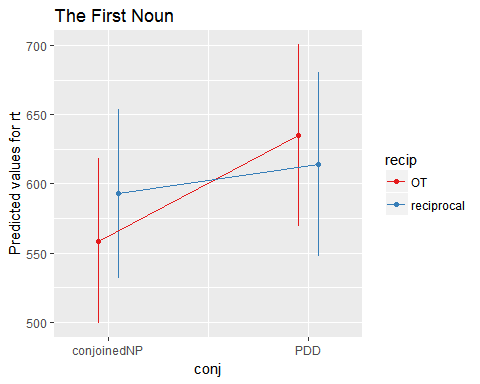 The First Noun
Predicted values for rt
700
650
600
550
500
conjoinedNP
PDD
conj
recip
OT
reciprocal